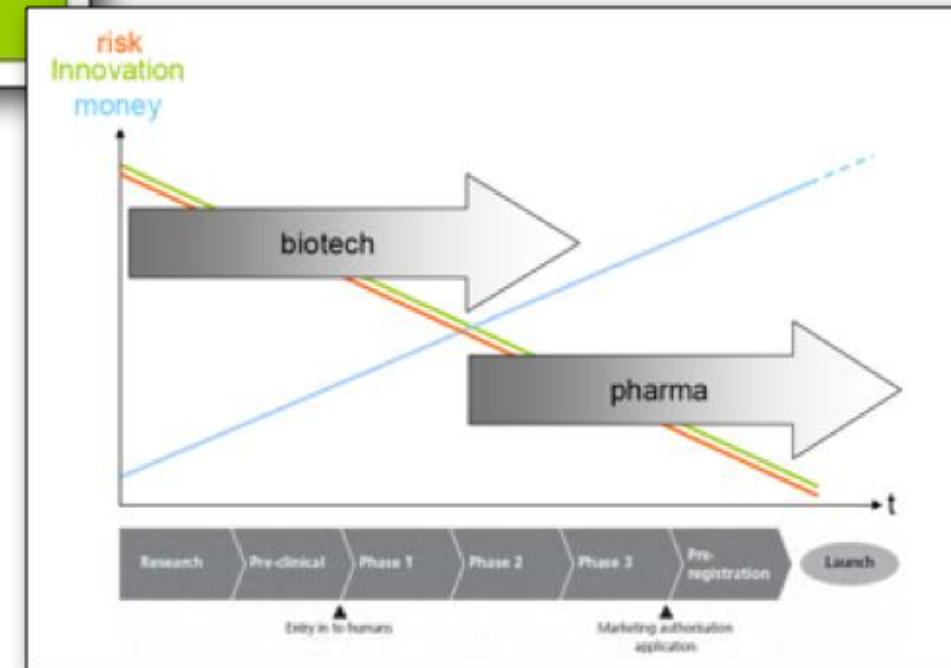 risk
Innovation
money
biotech
pharma
t
Research
Pre-clinical
Phase 1
Phase 2
Phase 3
Pre-
registration
Launch
Entry in to humans
Marketing authorisation
application